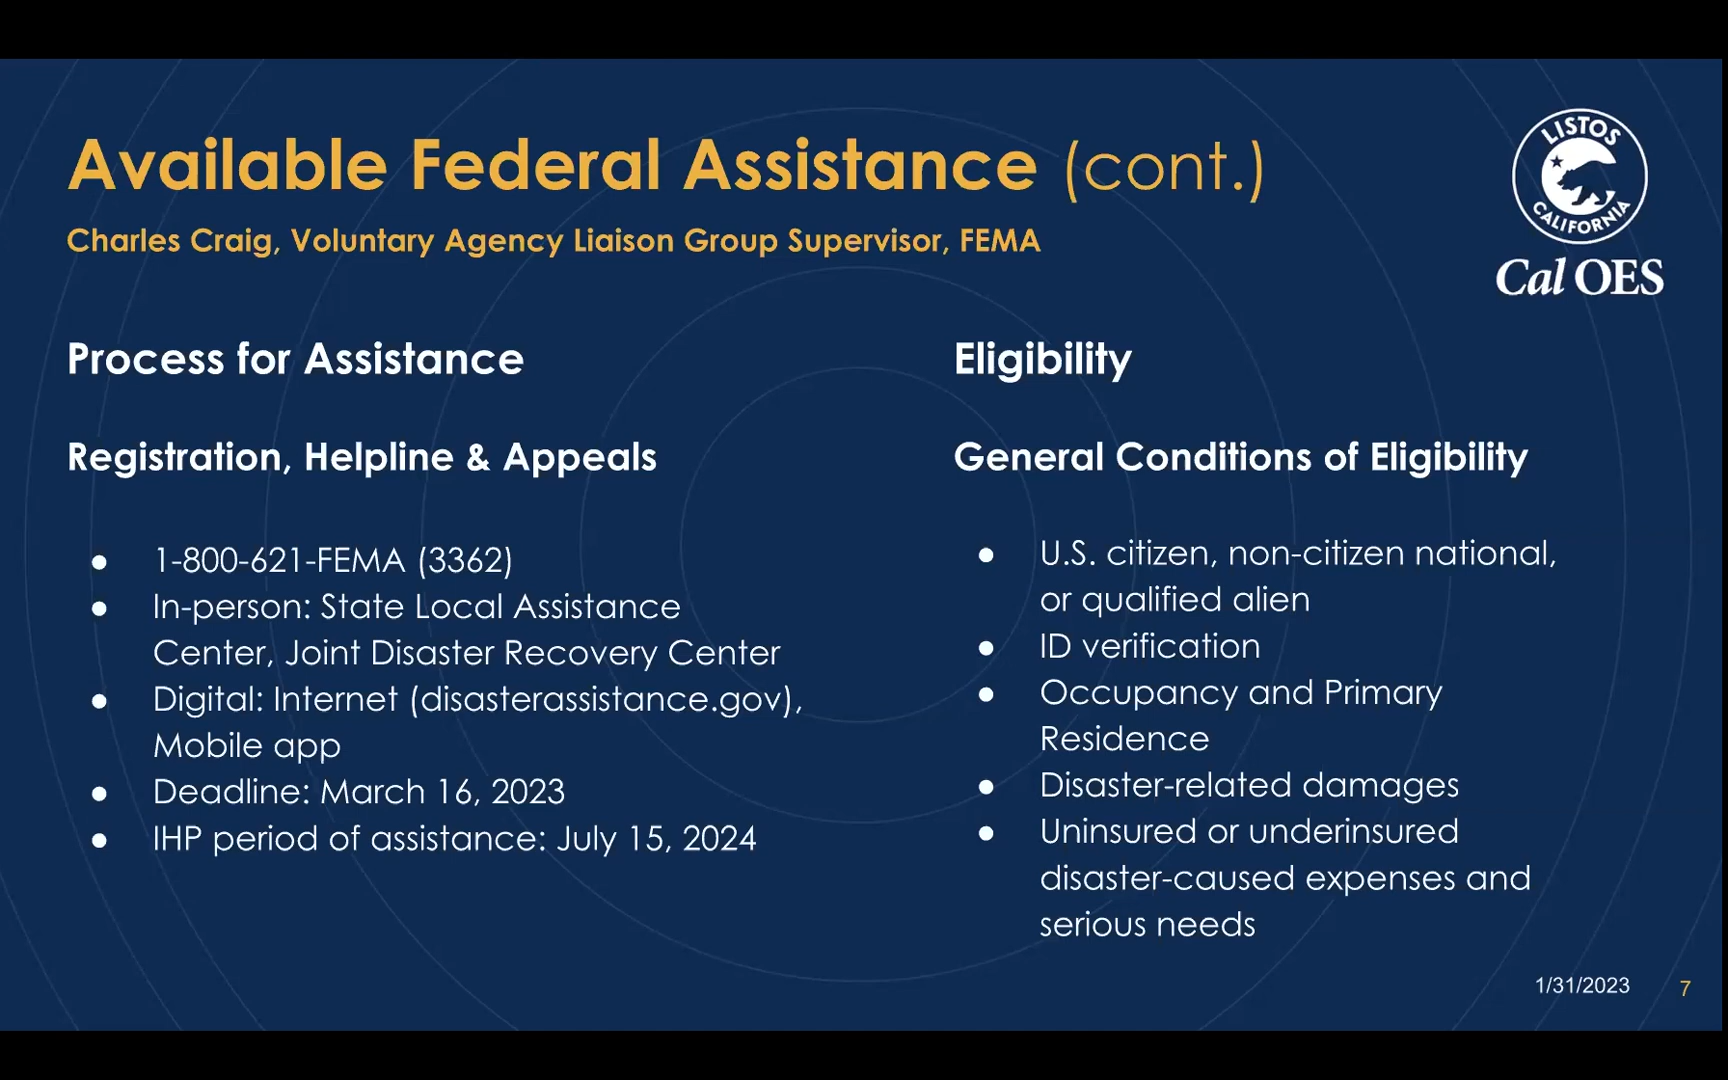 Available Federal Assistance (cont.)
Charles Craig, Voluntary Agency Liaison Group Supervisor, FEMA
LISTOS
CALIFORNIA
Cal OES
Process for Assistance
Registration, Helpline & Appeals
● 1-800-621-FEMA (3362)
● In-person: State Local Assistance
Center, Joint Disaster Recovery Center
● Digital: Internet (disasterassistance.gov),
Mobile app
● Deadline: March 16, 2023
● IHP period of assistance: July 15, 2024
Eligibility
General Conditions of Eligibility
● U.S. citizen, non-citizen national,
or qualified alien
● ID verification
● Occupancy and Primary
Residence
● Disaster-related damages
● Uninsured or underinsured
disaster-caused expenses and
serious needs
1/31/2023
7